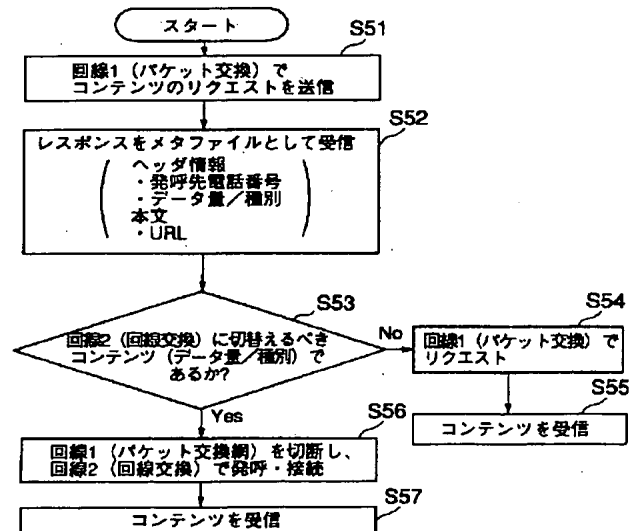 スタート
S51
回線1（パケット交換）で
コンテンツのリクエストを送信
S52
レスポンスをメタファイルとして受信
ヘッダ情報
・発呼先電話番号
・データ量／種別
本文
・URL
S53
回線2（回線交換）に切替えるべき
コンテンツ（データ量／種別）で
あるか？
No
S54
回線1（パケット交換）で
リクエスト
S55
コンテンツを受信
Yes
S56
回線1（パケット交換網）を切断し、
回線2（回線交換）で発呼・接続
S57
コンテンツを受信